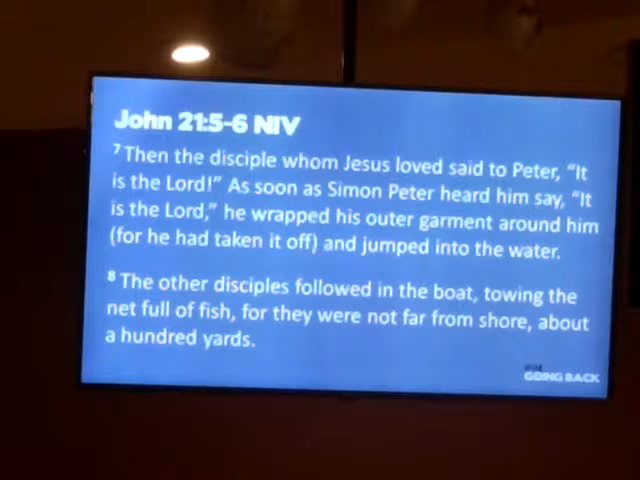 John 21:5-6 NIV
7 Then the disciple whom Jesus loved said to Peter, “It
is the Lord!” As soon as Simon Peter heard him say, “It
is the Lord,” he wrapped his outer garment around him
(for he had taken it off) and jumped into the water.
8 The other disciples followed in the boat, towing the
net full of fish, for they were not far from shore, about
a hundred yards.
GOING BACK